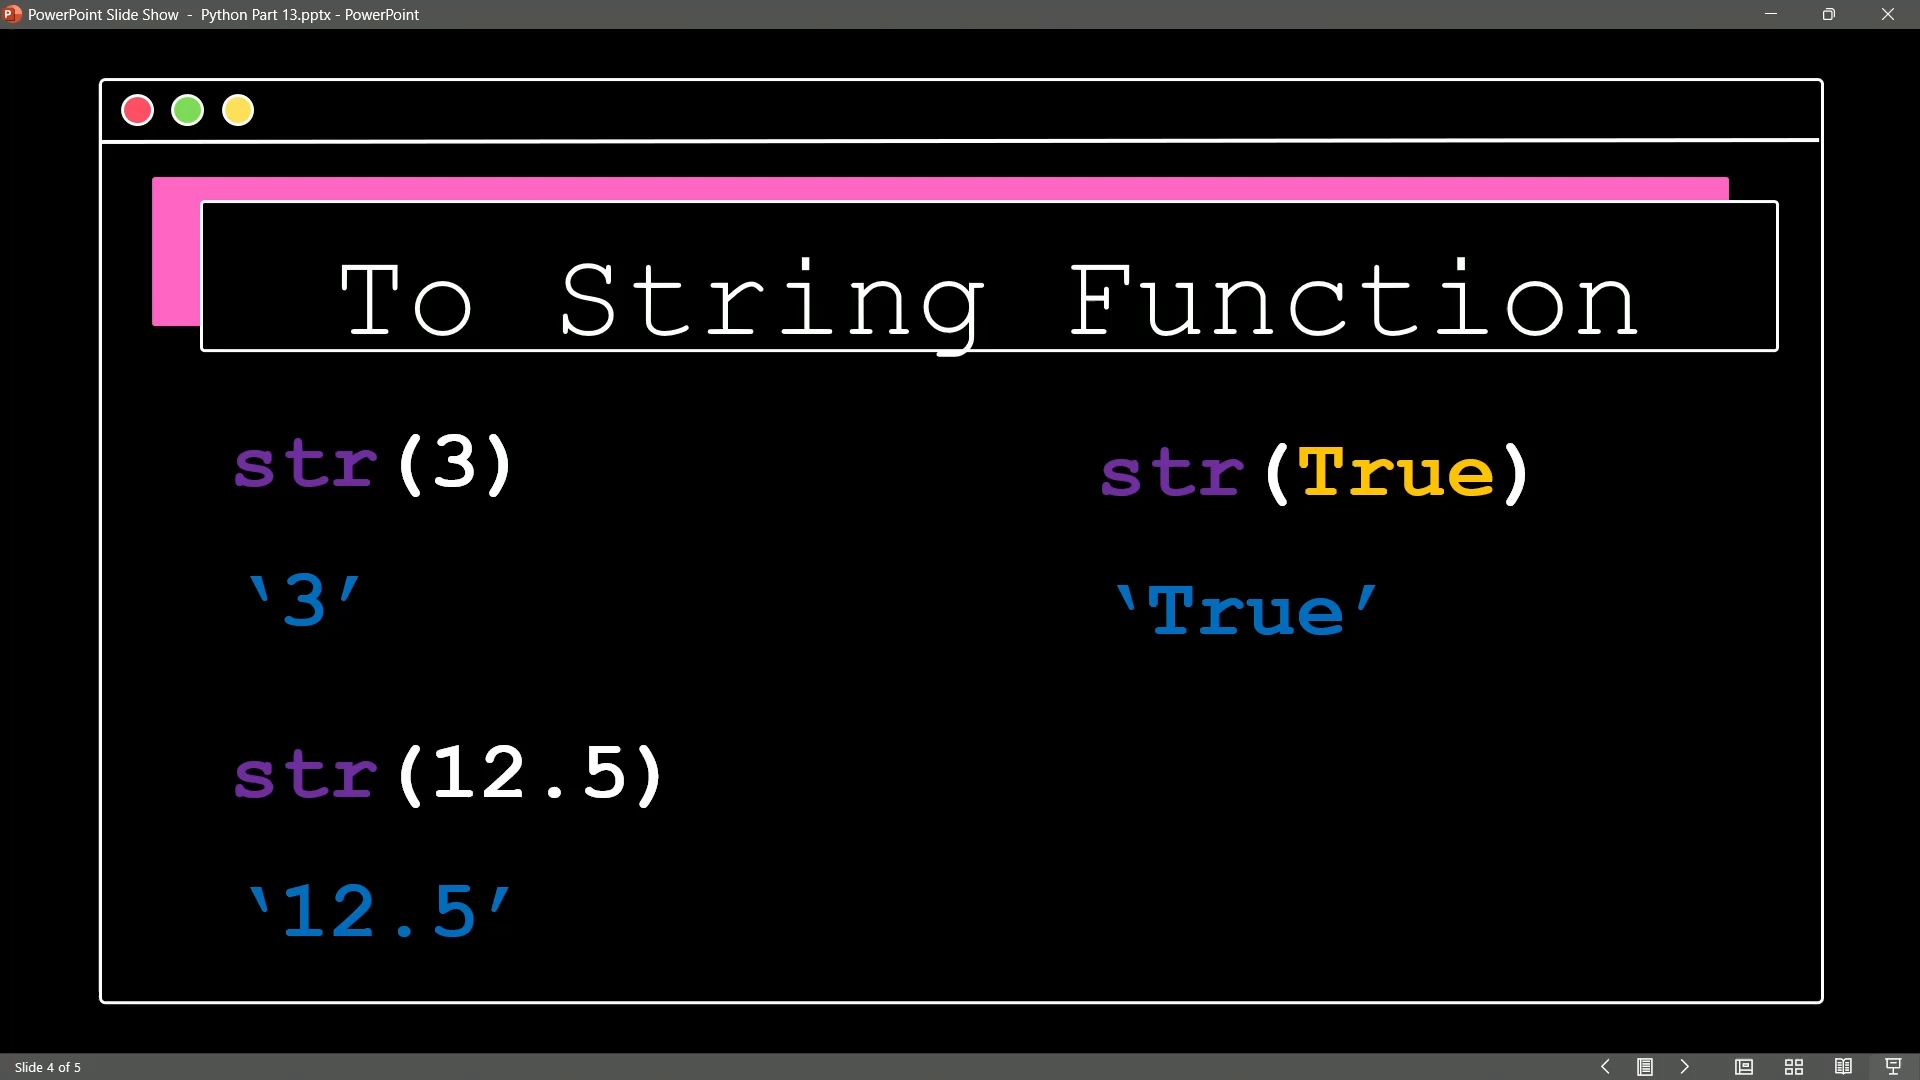 PowerPoint Slide Show - Python Part 13.pptx - PowerPoint
To String Function
str(3)
‘3’
str(12.5)
‘12.5’
str(True)
‘True’
Slide 4 of 5